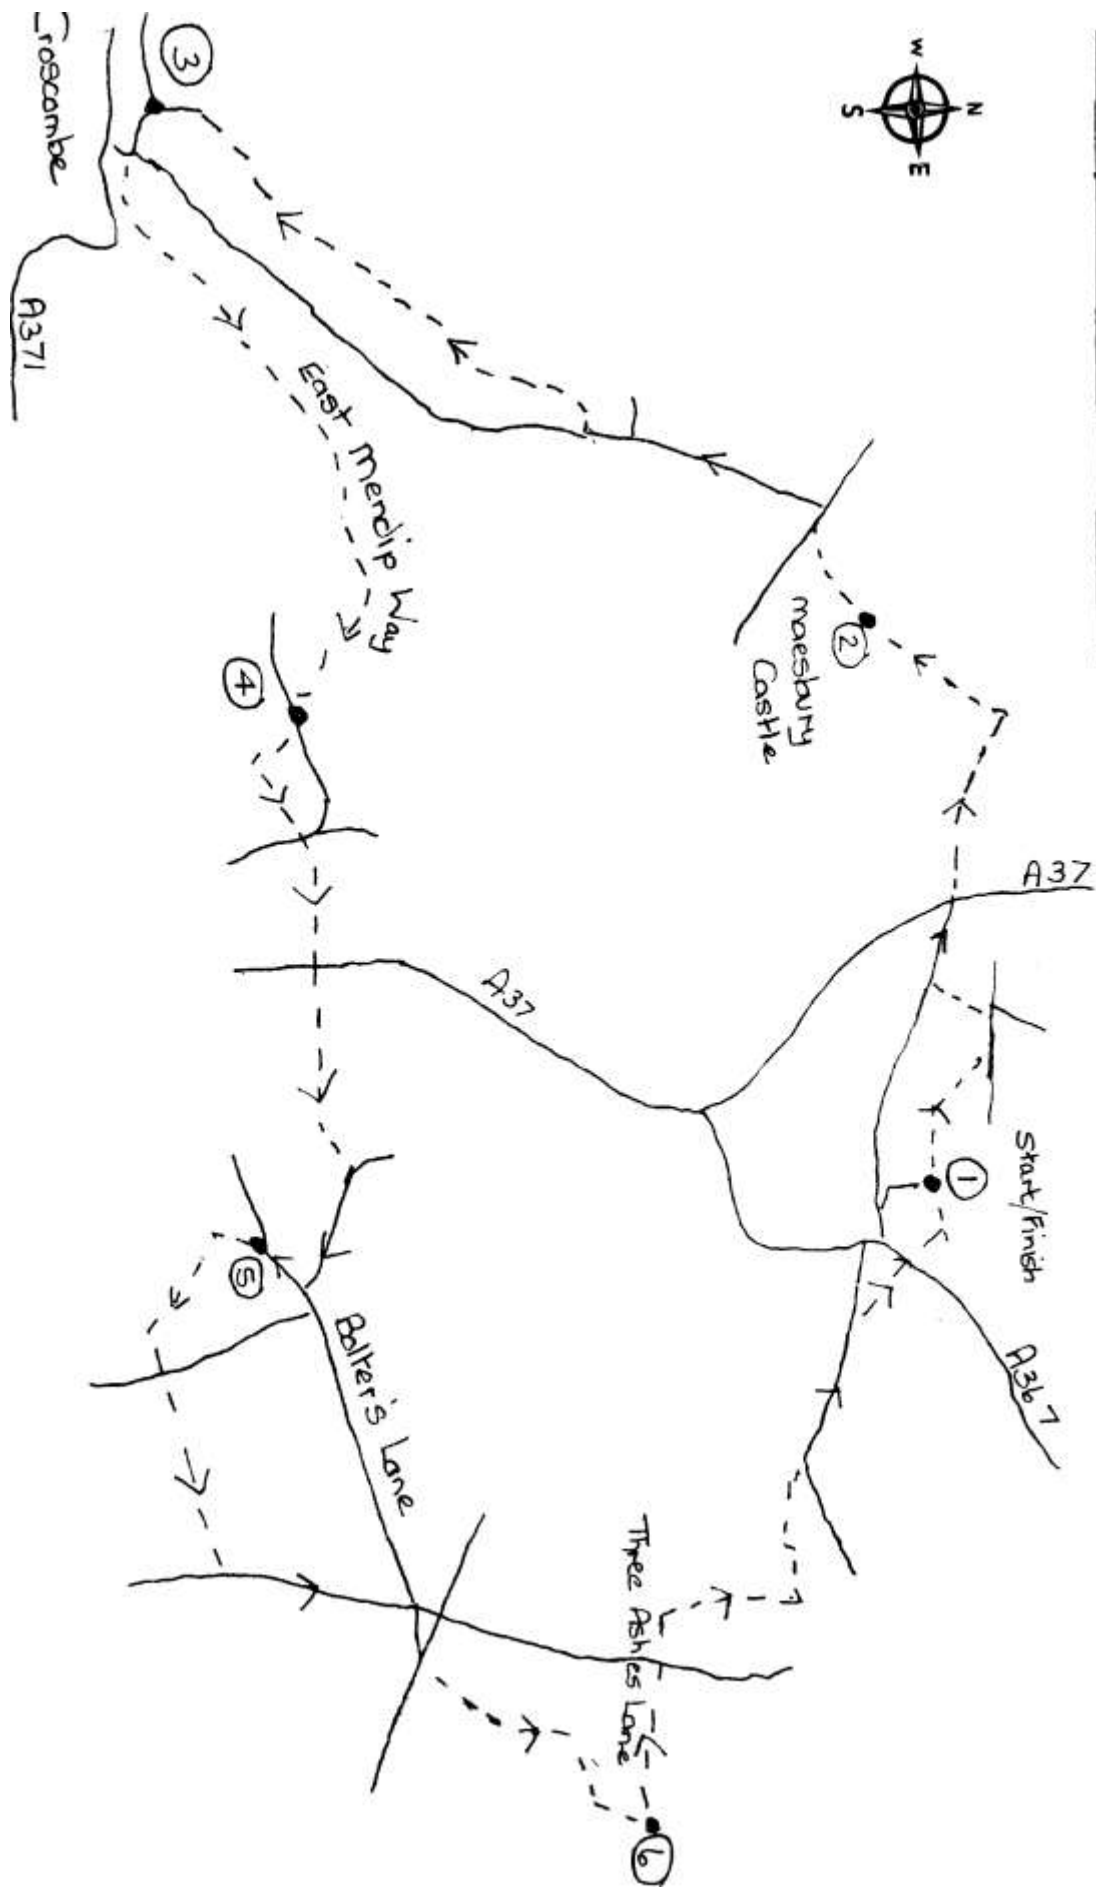 W
N
S
E
3
Croscombe
A371
East Mendip Way
2
Maesbury
Castle
4
A37
A37
1
Start/Finish
A367
5
Bolter's Lane
Three Ashes Lane
6